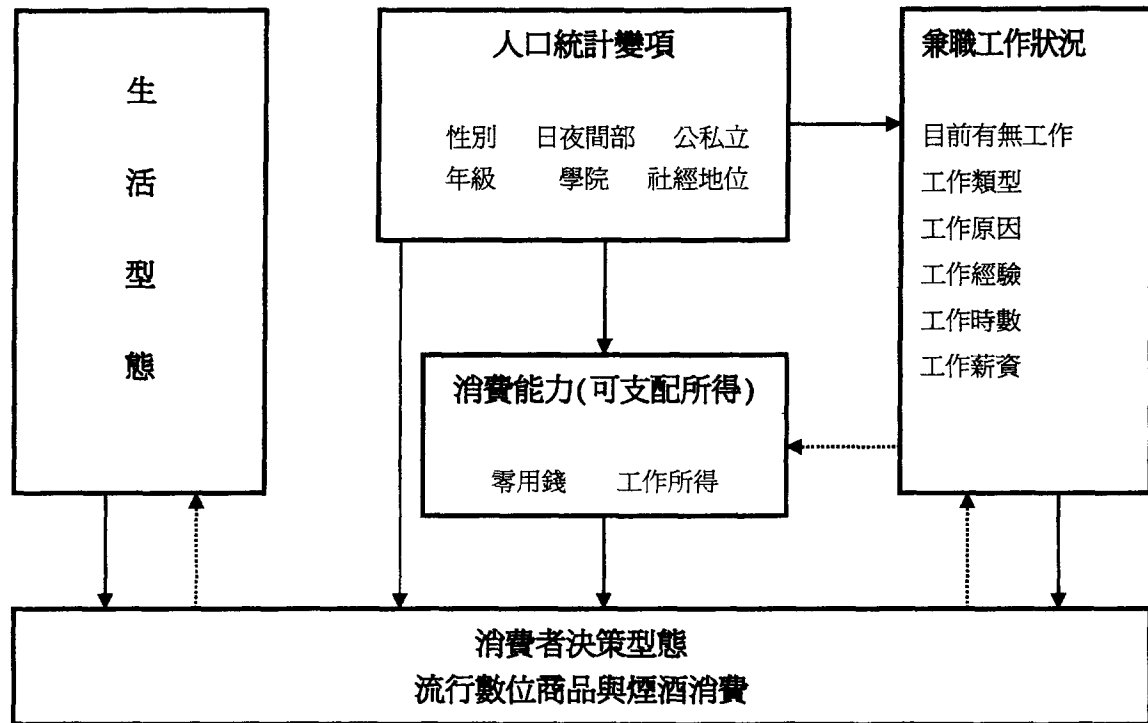 生
活
型
態
人口統計變項
性別 日夜間部 公私立
年級 學院 社經地位
兼職工作狀況
目前有無工作
工作類型
工作原因
工作經驗
工作時數
工作薪資
消費能力(可支配所得)
零用錢 工作所得
消費者決策型態
流行數位商品與煙酒消費